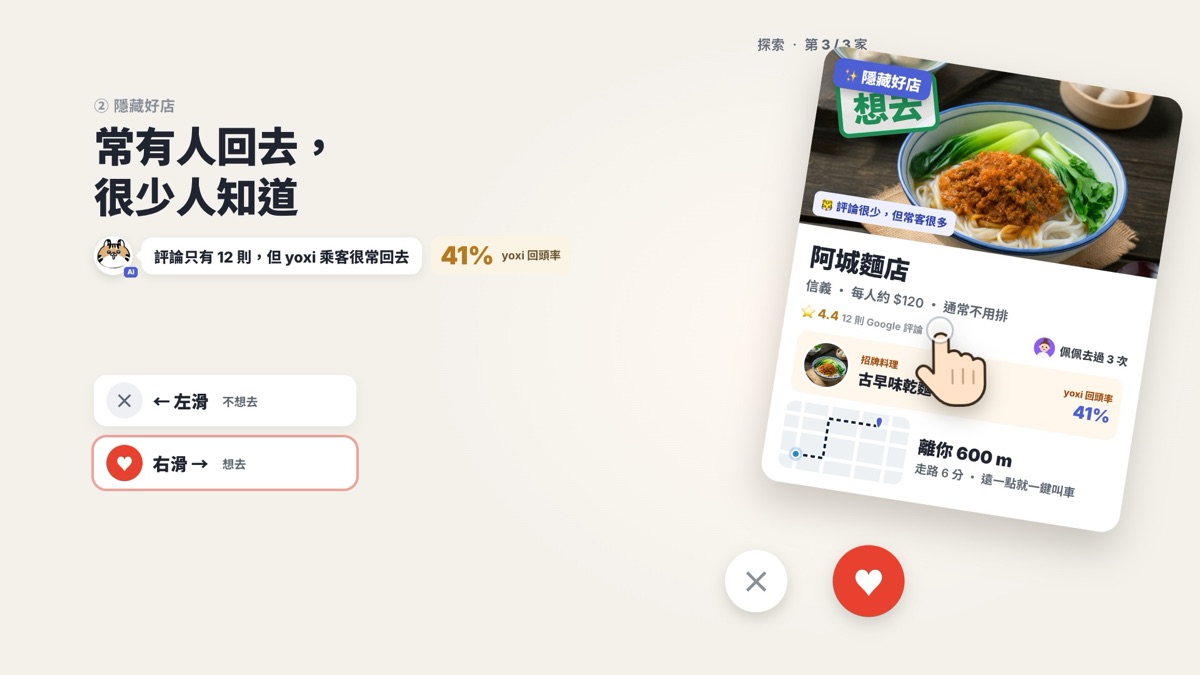 探索 · 第 3 / 3 家
② 隱藏好店
常有人回去，
很少人知道
AI
評論只有 12 則，但 yoxi 乘客很常回去
41% yoxi 回頭率
← 左滑 不想去
右滑 → 想去
✨ 隱藏好店
想去
評論很少，但常客很多
阿城麵店
信義 · 每人約 $120 · 通常不用排
4.4 12 則 Google 評論
佩佩去過 3 次
招牌料理
古早味乾麵
yoxi 回頭率
41%
離你 600 m
走路 6 分 · 遠一點就一鍵叫車